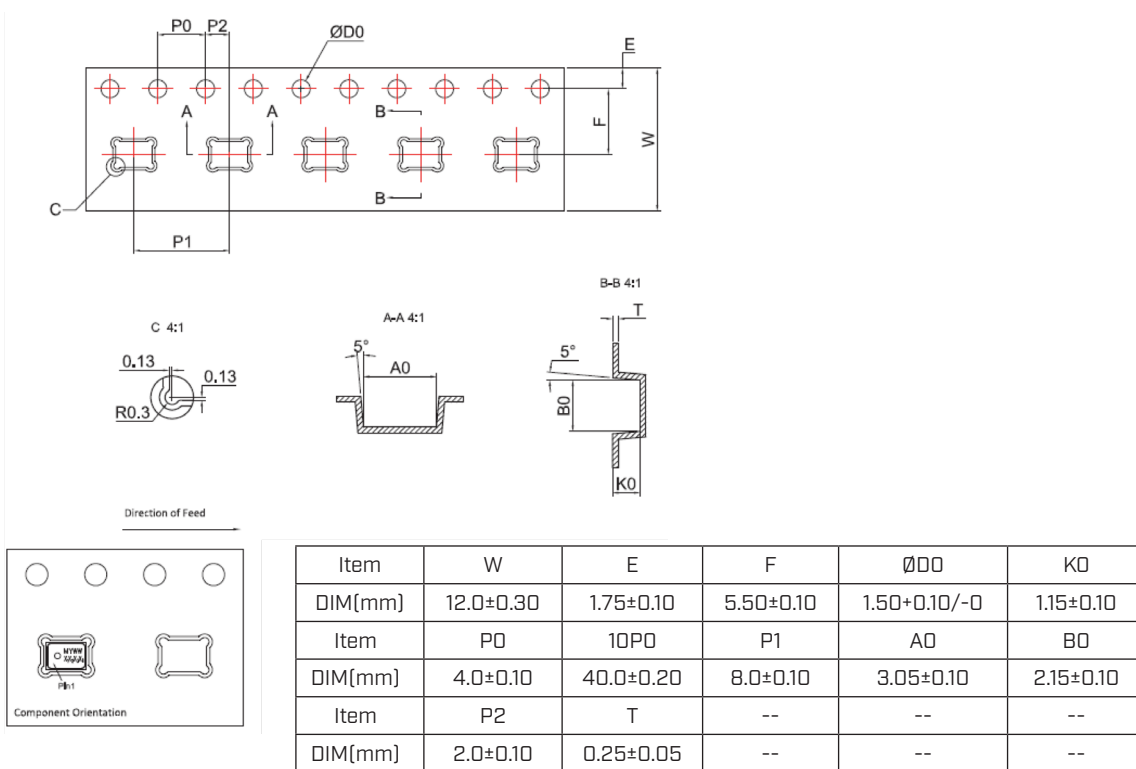 P0 P2
ØD0
E
A A
B
F
W
B
C
P1
B-B 4:1
T
C 4:1
A-A 4:1
0.13
0.13
R0.3
5°
A0
5°
B0
K0
Direction of Feed
MYWW
Pin1
Component Orientation
Item W E F ØD0 K0
DIM(mm) 12.0±0.30 1.75±0.10 5.50±0.10 1.50+0.10/-0 1.15±0.10
Item P0 10P0 P1 A0 B0
DIM(mm) 4.0±0.10 40.0±0.20 8.0±0.10 3.05±0.10 2.15±0.10
Item P2 T -- -- --
DIM(mm) 2.0±0.10 0.25±0.05 -- -- --